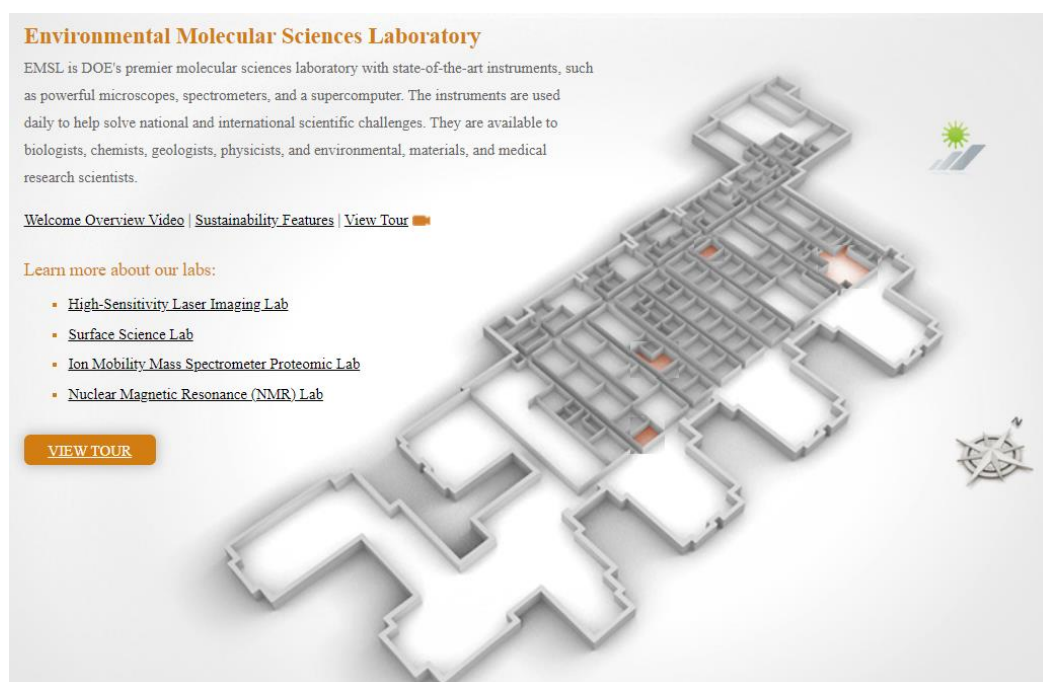 Environmental Molecular Sciences Laboratory
EMSL is DOE's premier molecular sciences laboratory with state-of-the-art instruments, such
as powerful microscopes, spectrometers, and a supercomputer. The instruments are used
daily to help solve national and international scientific challenges. They are available to
biologists, chemists, geologists, physicists, and environmental, materials, and medical
research scientists.
Welcome Overview Video | Sustainability Features | View Tour
Learn more about our labs:
High-Sensitivity Laser Imaging Lab
Surface Science Lab
Ion Mobility Mass Spectrometer Proteomic Lab
Nuclear Magnetic Resonance (NMR) Lab
VIEW TOUR
N